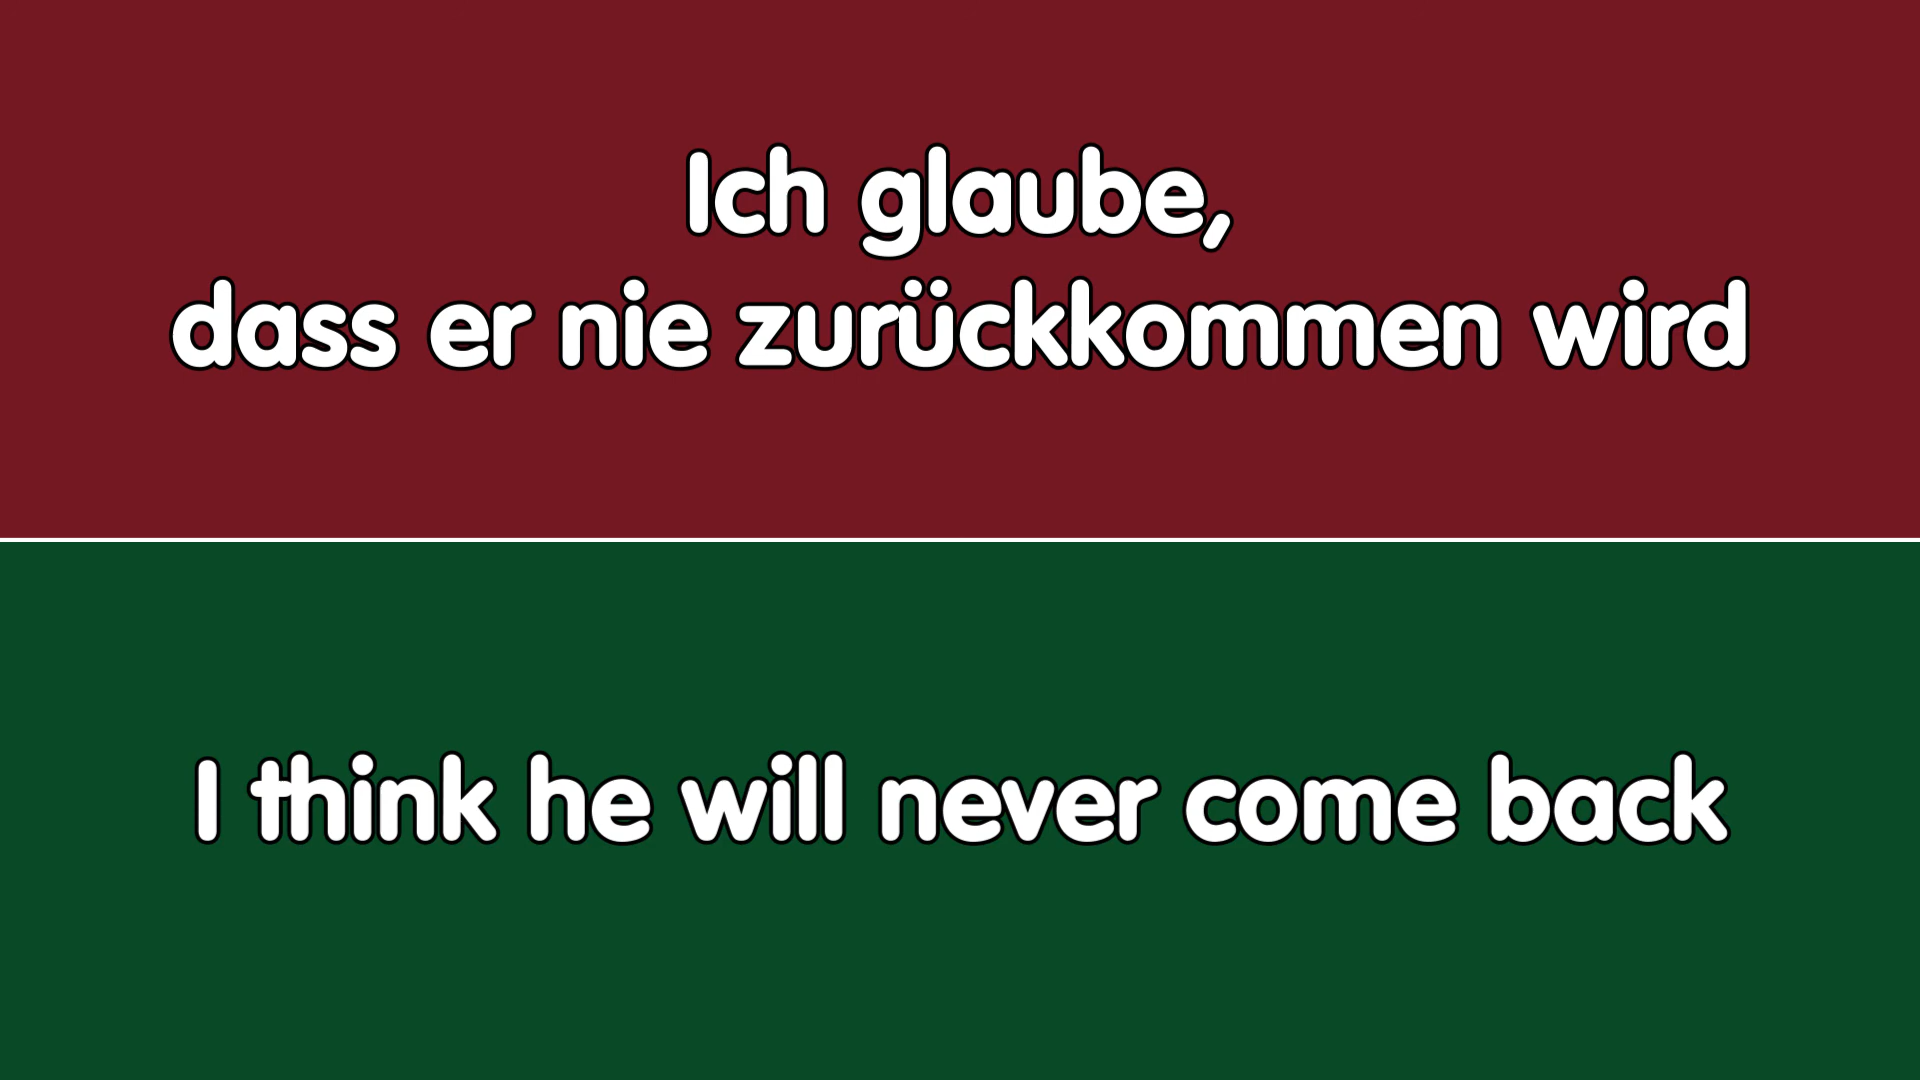 Ich glaube,
dass er nie zurückkommen wird
I think he will never come back